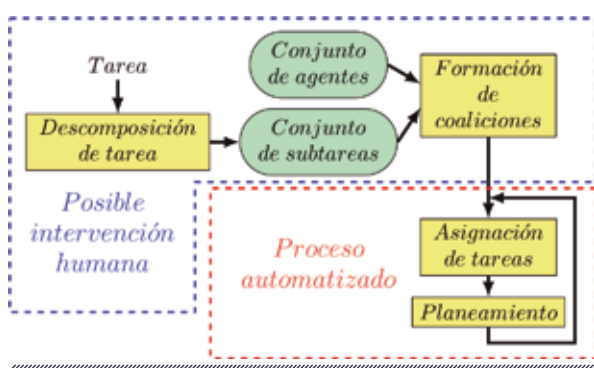 Tarea
Descomposición
de tarea
Conjunto
de agentes
Conjunto
de subtareas
Formación
de
coaliciones
Posible
intervención
humana
Proceso
automatizado
Asignación
de tareas
Planeamiento